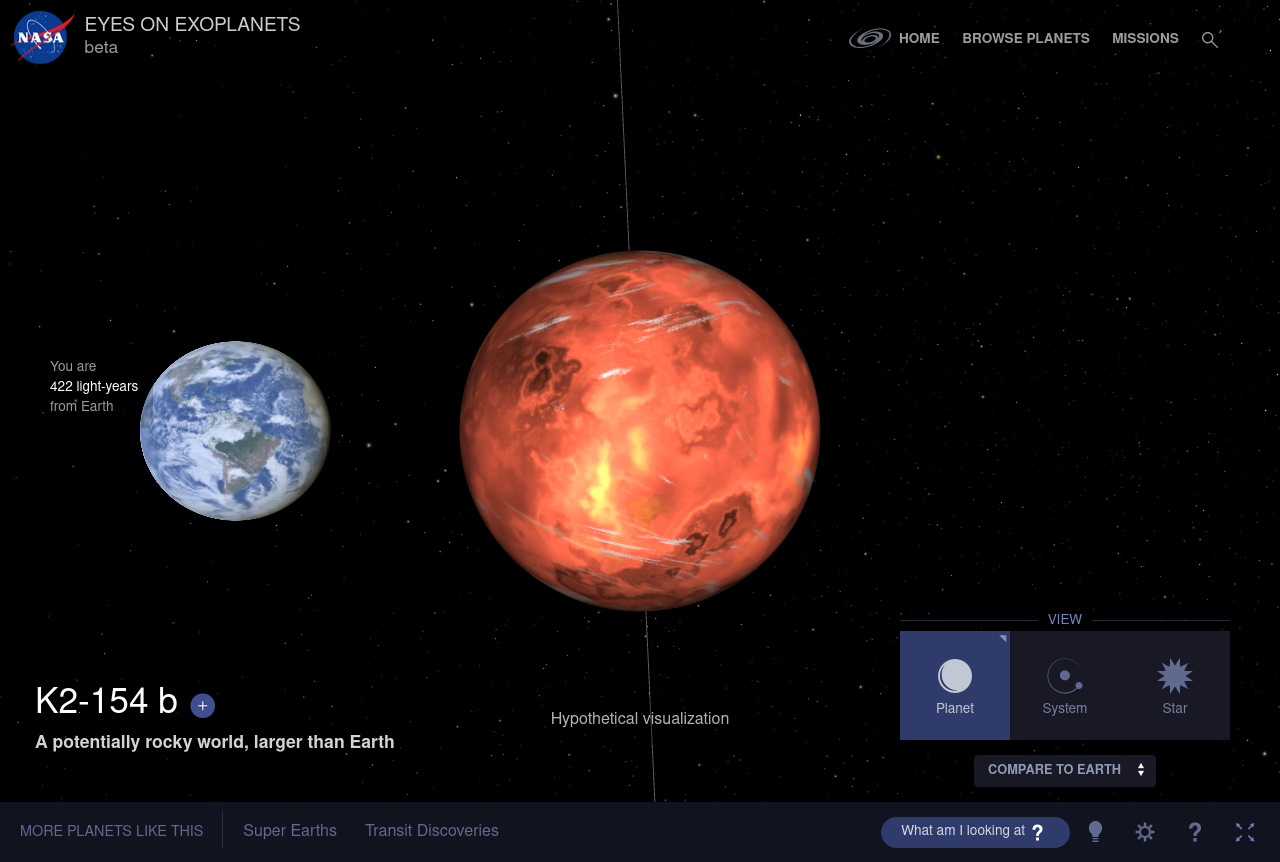 NASA
EYES ON EXOPLANETS
beta
HOME
BROWSE PLANETS
MISSIONS
You are
422 light-years
from Earth
K2-154 b
A potentially rocky world, larger than Earth
Hypothetical visualization
VIEW
Planet
System
Star
COMPARE TO EARTH
MORE PLANETS LIKE THIS
Super Earths
Transit Discoveries
What am I looking at ?